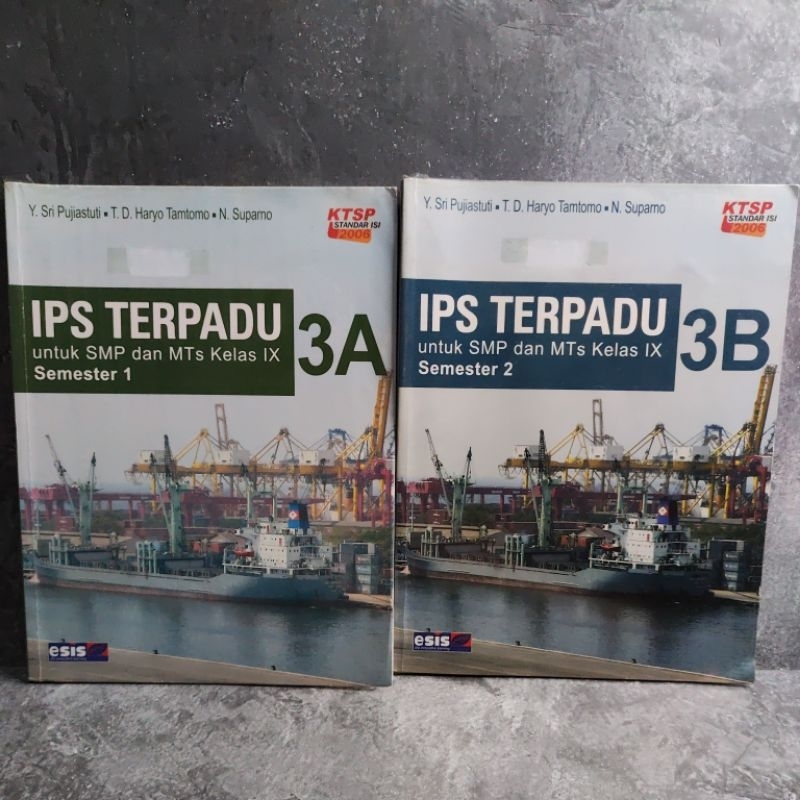 Y. Sri Pujiastuti ▪ T. D. Haryo Tamtomo ▪ N. Suparno
KTSP
STANDAR ISI
2006
IPS TERPADU
untuk SMP dan MTs Kelas IX
Semester 1
3A
esis
Y. Sri Pujiastuti ▪ T. D. Haryo Tamtomo ▪ N. Suparno
KTSP
STANDAR ISI
2006
IPS TERPADU
untuk SMP dan MTs Kelas IX
Semester 2
3B
esis